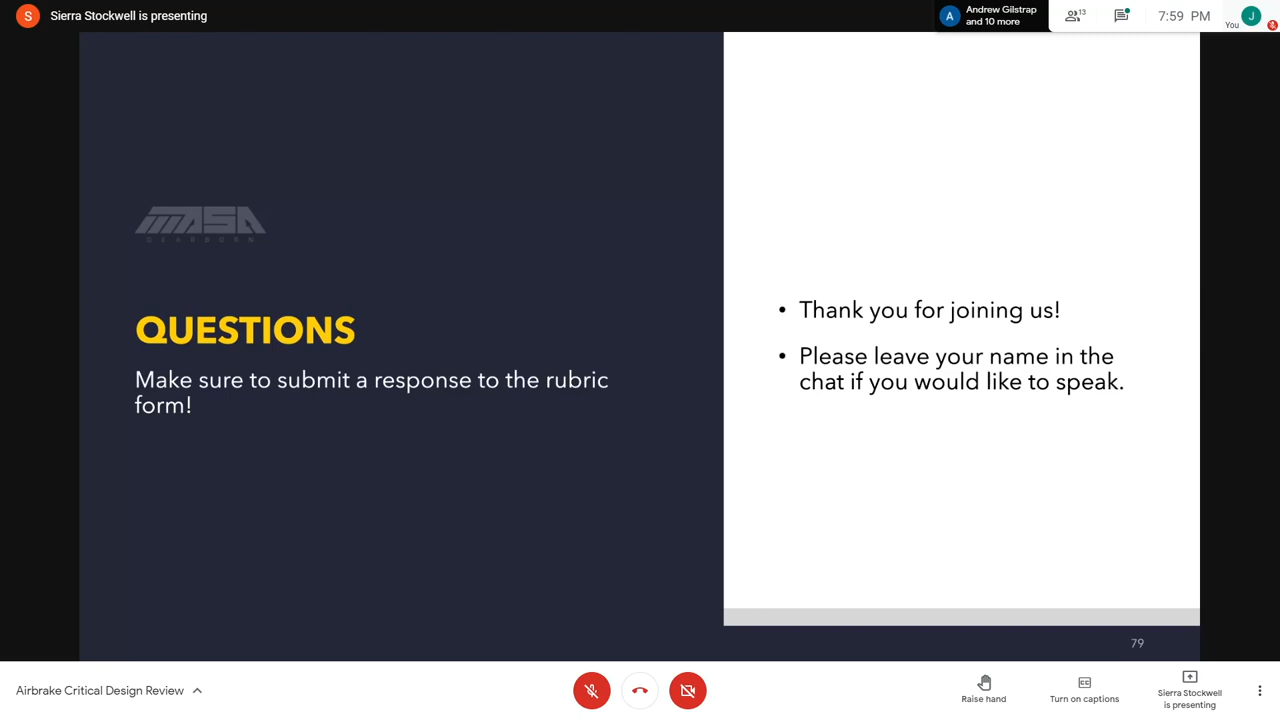 S Sierra Stockwell is presenting
A Andrew Gilstrap
and 10 more
13
7:59 PM
You
J
MASA
DEARBORN
QUESTIONS
Make sure to submit a response to the rubric
form!
• Thank you for joining us!
• Please leave your name in the
chat if you would like to speak.
79
Airbrake Critical Design Review
Raise hand
CC
Turn on captions
Sierra Stockwell
is presenting